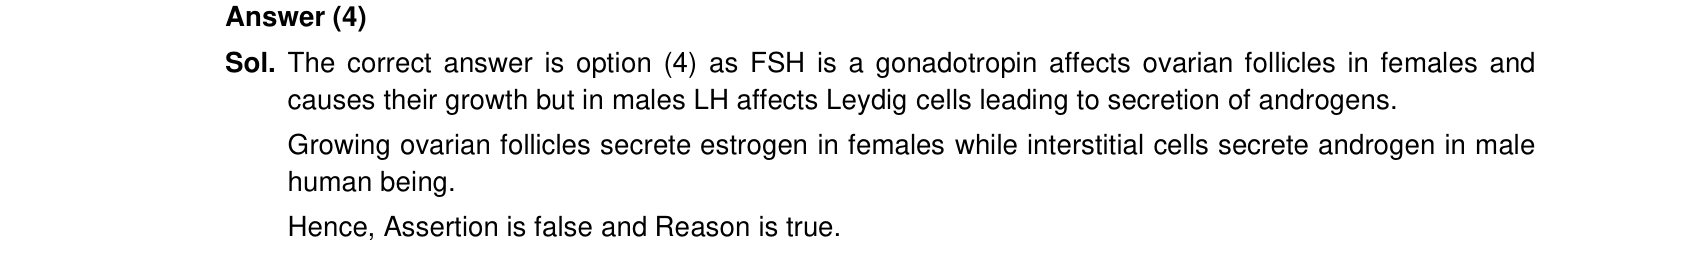 Answer (4)
Sol. The correct answer is option (4) as FSH is a gonadotropin affects ovarian follicles in females and
causes their growth but in males LH affects Leydig cells leading to secretion of androgens.
Growing ovarian follicles secrete estrogen in females while interstitial cells secrete androgen in male
human being.
Hence, Assertion is false and Reason is true.